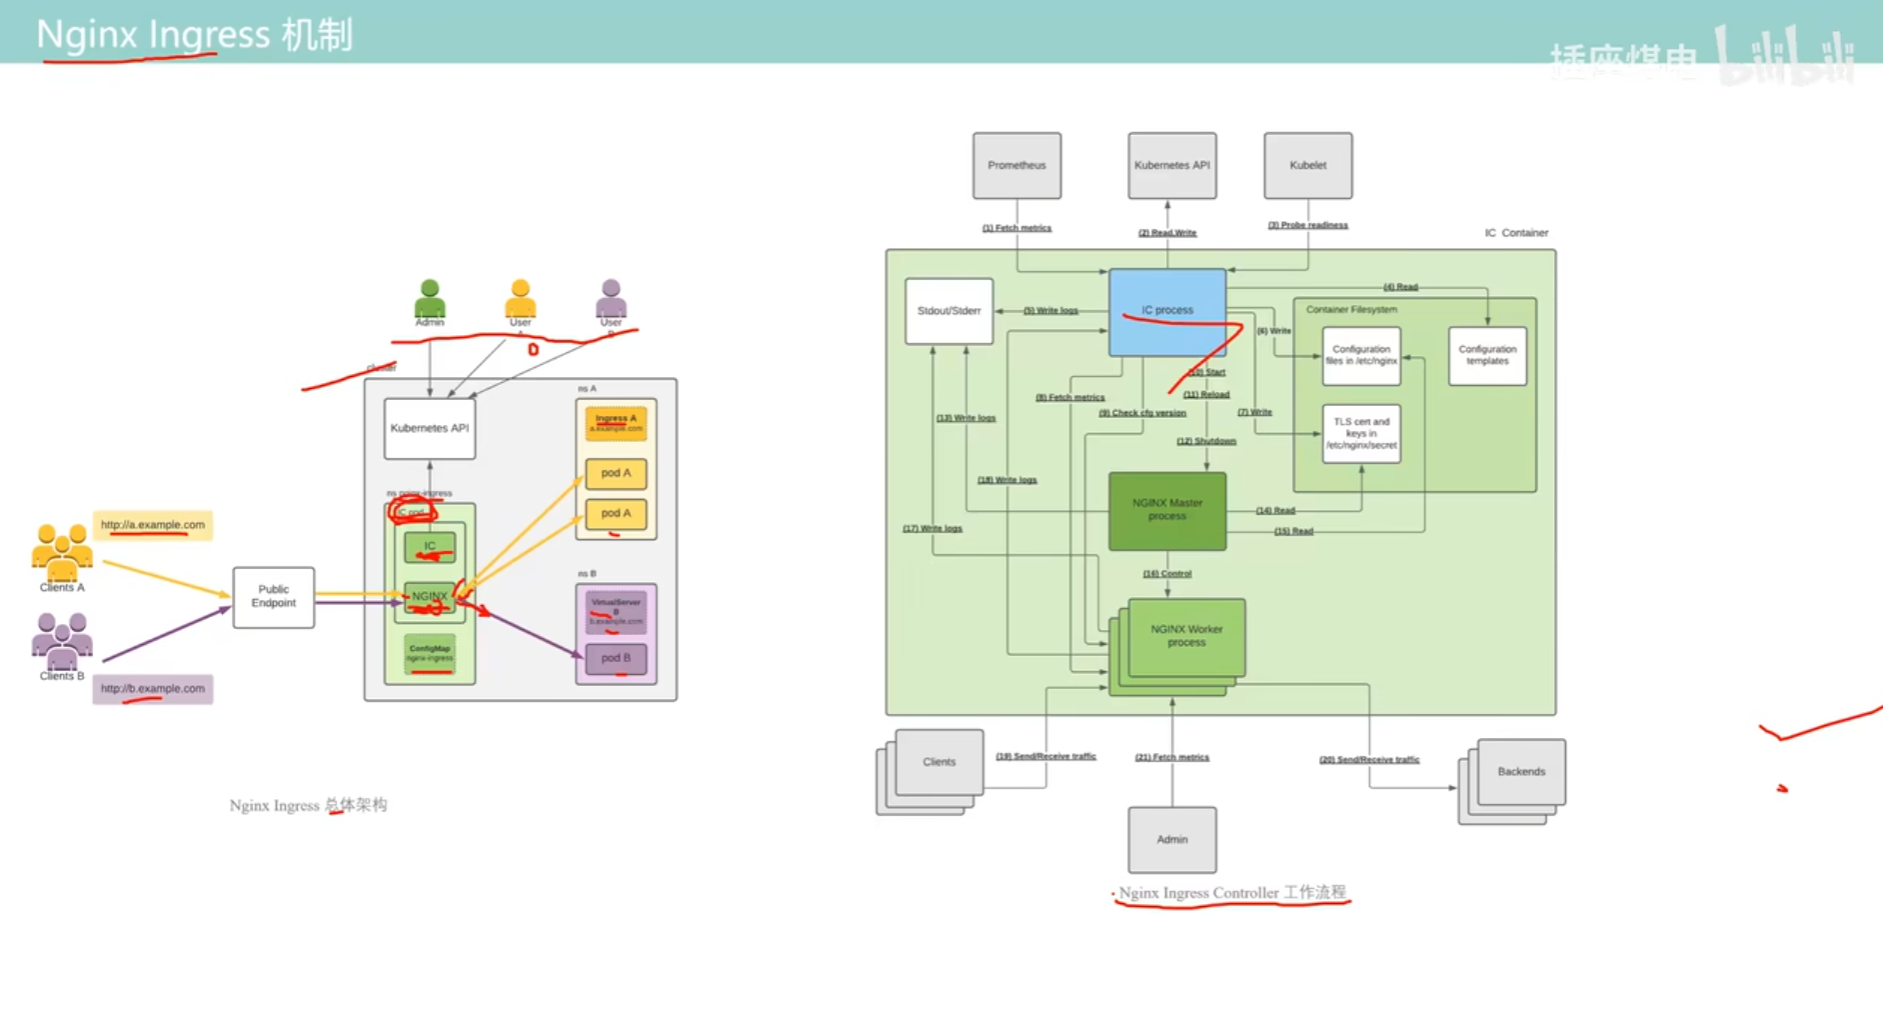 Nginx Ingress 机制
插座煤电 bilibili
Admin
User
User
cluster
Kubernetes API
ns nginx-ingress
IC pod
IC
NGINX
ConfigMap
nginx-ingress
ns A
Ingress A
a.example.com
pod A
pod A
ns B
VirtualServer
B
b.example.com
pod B
http://a.example.com
Clients A
Clients B
http://b.example.com
Public
Endpoint
Nginx Ingress 总体架构
Prometheus
Kubernetes API
Kubelet
(1) Fetch metrics
(2) Read Write
(3) Probe readiness
IC Container
Stdout/Stderr
(5) Write logs
IC process
(4) Read
Container Filesystem
(6) Write
Configuration
files in /etc/nginx
Configuration
templates
(10) Start
(11) Reload
(8) Fetch metrics
(9) Check cfg version
(7) Write
(13) Write logs
TLS cert and
keys in
/etc/nginx/secret
(12) Shutdown
(18) Write logs
NGINX Master
process
(14) Read
(17) Write logs
(15) Read
(16) Control
NGINX Worker
process
Clients
(19) Send/Receive traffic
(21) Fetch metrics
(20) Send/Receive traffic
Backends
Admin
Nginx Ingress Controller 工作流程